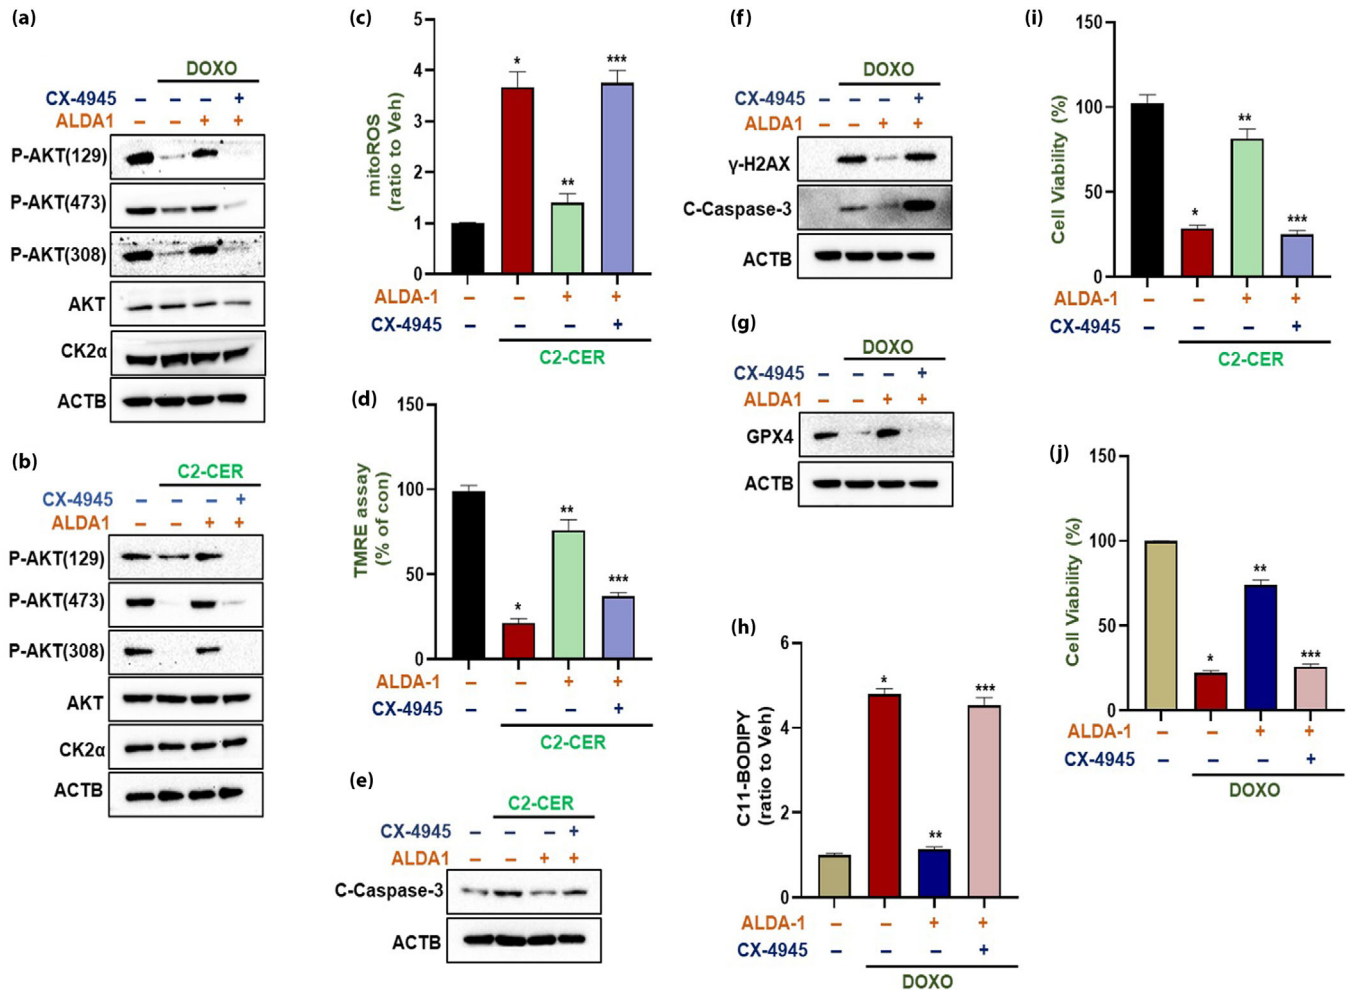 (a)
DOXO
CX-4945 – – – +
ALDA1 – – + +
P-AKT(129)
P-AKT(473)
P-AKT(308)
AKT
CK2α
ACTB
(b)
C2-CER
CX-4945 – – – +
ALDA1 – – + +
P-AKT(129)
P-AKT(473)
P-AKT(308)
AKT
CK2α
ACTB
(c)
mitoROS
(ratio to Veh)
5
4
3
2
1
0
*
**
***
ALDA-1 – – + +
CX-4945 – – – +
C2-CER
(d)
TMRE assay
(% of con)
150
100
50
0
*
**
***
ALDA-1 – – + +
CX-4945 – – – +
C2-CER
(e)
C2-CER
CX-4945 – – – +
ALDA1 – – + +
C-Caspase-3
ACTB
(f)
DOXO
CX-4945 – – – +
ALDA1 – – + +
γ-H2AX
C-Caspase-3
ACTB
(g)
DOXO
CX-4945 – – – +
ALDA1 – – + +
GPX4
ACTB
(h)
C11-BODIPY
(ratio to Veh)
6
4
2
0
*
**
***
ALDA-1 – – + +
CX-4945 – – – +
DOXO
(i)
Cell Viability (%)
150
100
50
0
*
**
***
ALDA-1 – – + +
CX-4945 – – – +
C2-CER
(j)
Cell Viability (%)
150
100
50
0
*
**
***
ALDA-1 – – + +
CX-4945 – – – +
DOXO